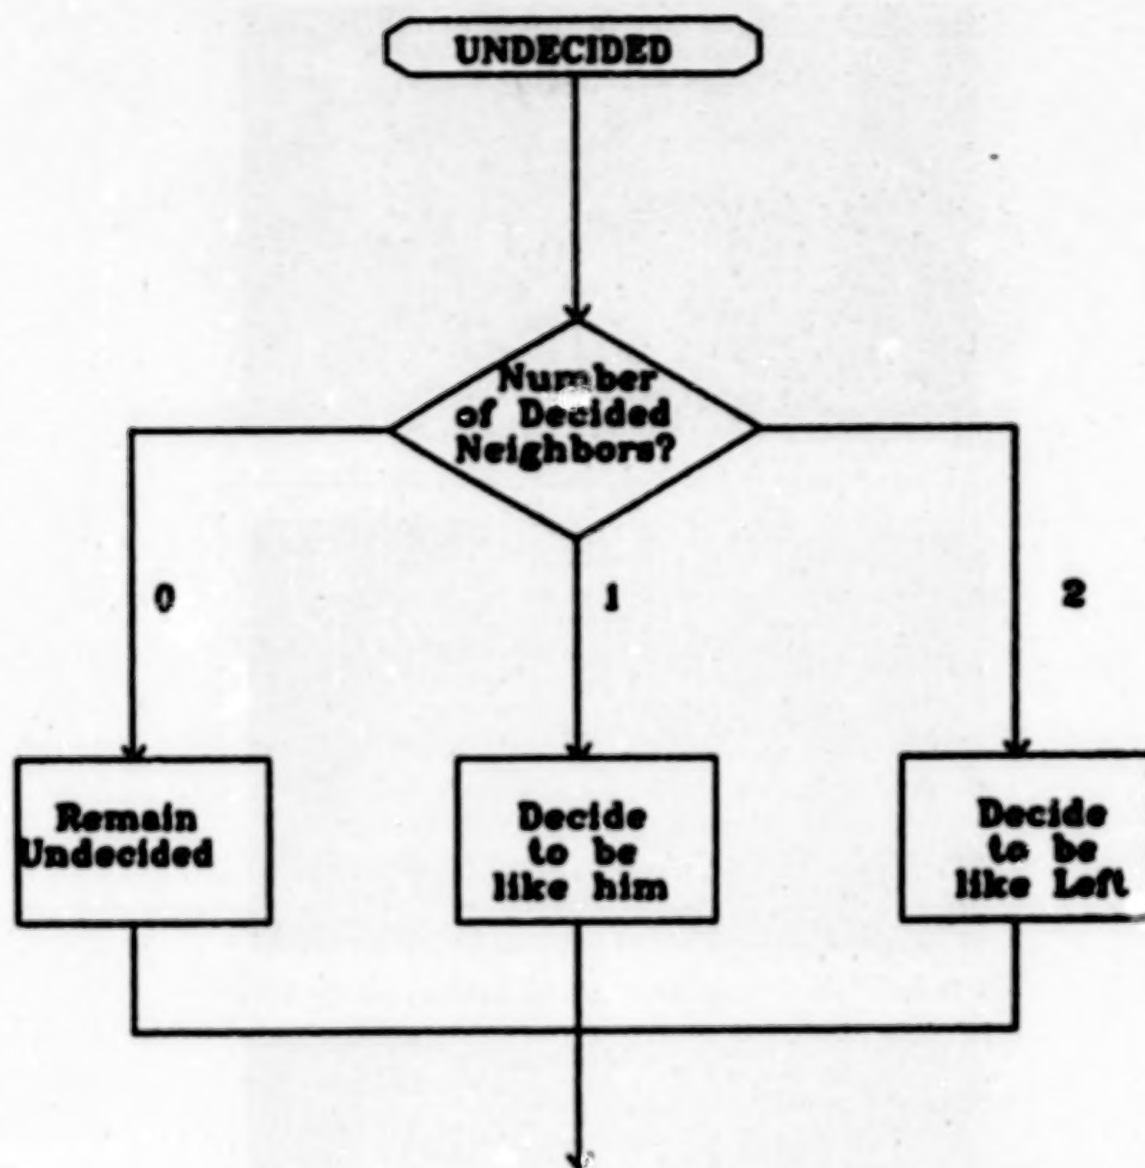 UNDECIDED
Number
of Decided
Neighbors?
0
1
2
Remain
Undecided
Decide
to be
like him
Decide
to be
like Left